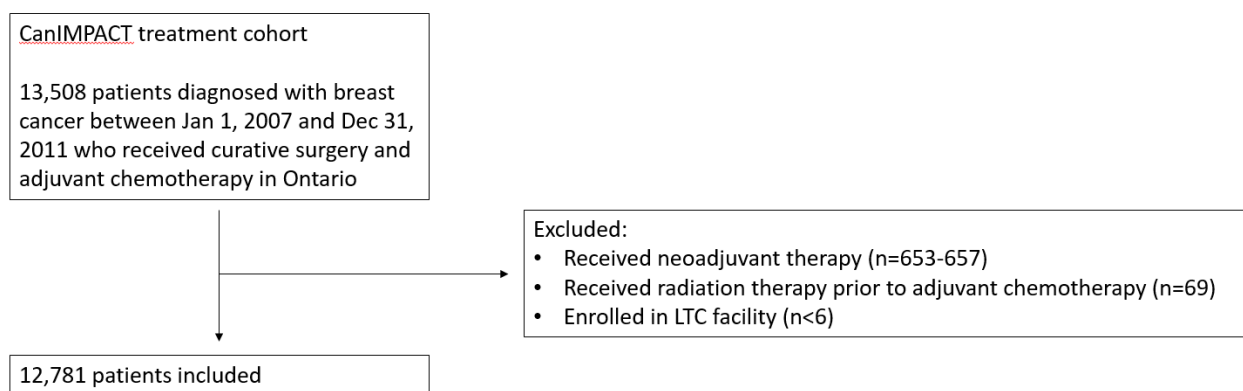 CanIMPACT treatment cohort
13,508 patients diagnosed with breast
cancer between Jan 1, 2007 and Dec 31,
2011 who received curative surgery and
adjuvant chemotherapy in Ontario
Excluded:
• Received neoadjuvant therapy (n=653-657)
• Received radiation therapy prior to adjuvant chemotherapy (n=69)
• Enrolled in LTC facility (n<6)
12,781 patients included